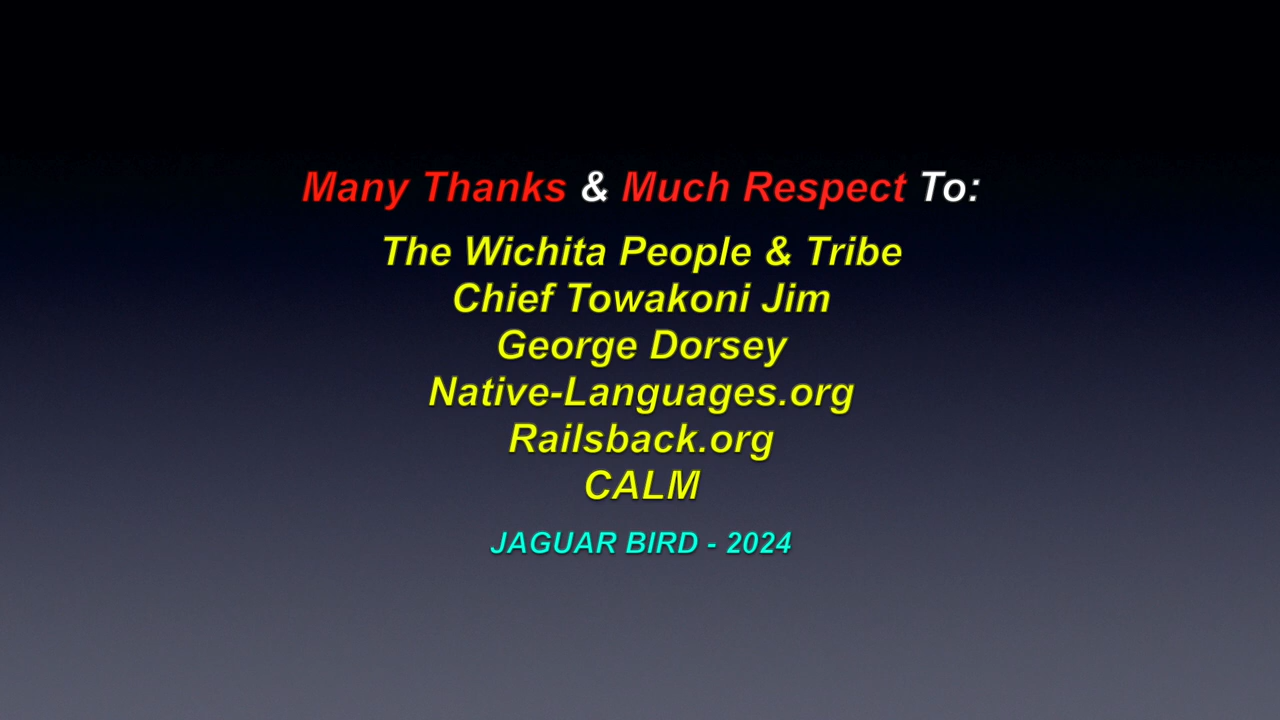 Many Thanks & Much Respect To:
The Wichita People & Tribe
Chief Towakoni Jim
George Dorsey
Native-Languages.org
Railsback.org
CALM
JAGUAR BIRD - 2024